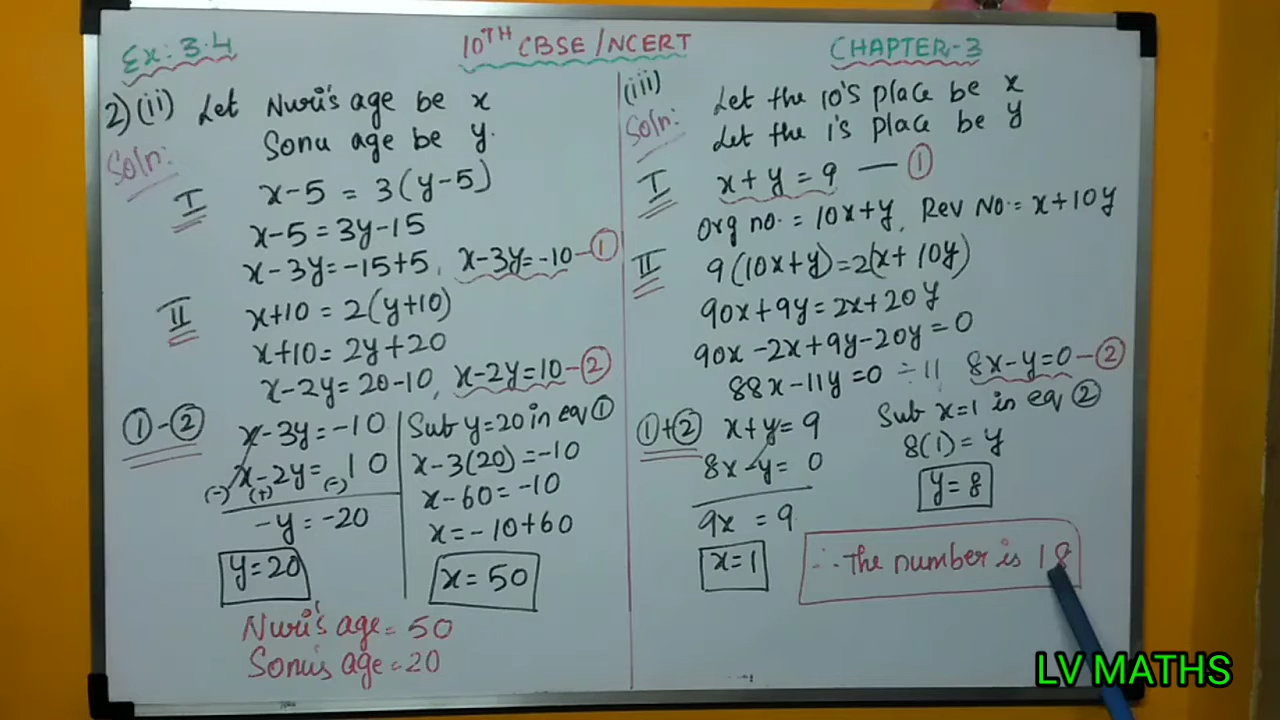 Ex: 3.4
10TH CBSE/NCERT
CHAPTER-3
2)(ii) Let Nuri's age be x
Soln: Sonu age be y.
I x-5 = 3(y-5)
x-5 = 3y-15
x-3y = -15+5, x-3y=-10 - ①
II x+10 = 2(y+10)
x+10 = 2y+20
x-2y = 20-10, x-2y=10 - ②
①-② x-3y = -10
x-2y = 10
(-) (+) (-)
-y = -20
y=20
Sub y=20 in eq ①
x-3(20) = -10
x-60 = -10
x = -10+60
x = 50
Nuri's age = 50
Sonu's age = 20
(iii) Let the 10's place be x
Soln: Let the 1's place be y
I x+y = 9 — ①
Org no. = 10x+y, Rev No. = x+10y
II 9(10x+y)=2(x+10y)
90x+9y = 2x+20y
90x-2x+9y-20y = 0
88x-11y=0 ÷11 8x-y=0 - ②
①+② x+y = 9
8x-y = 0
9x = 9
x=1
Sub x=1 in eq ②
8(1) = y
y=8
∴ The number is 18
LV MATHS